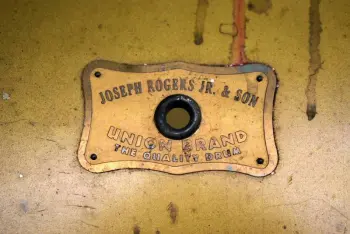 JOSEPH ROGERS JR. & SON
UNION BRAND
THE QUALITY DRUM